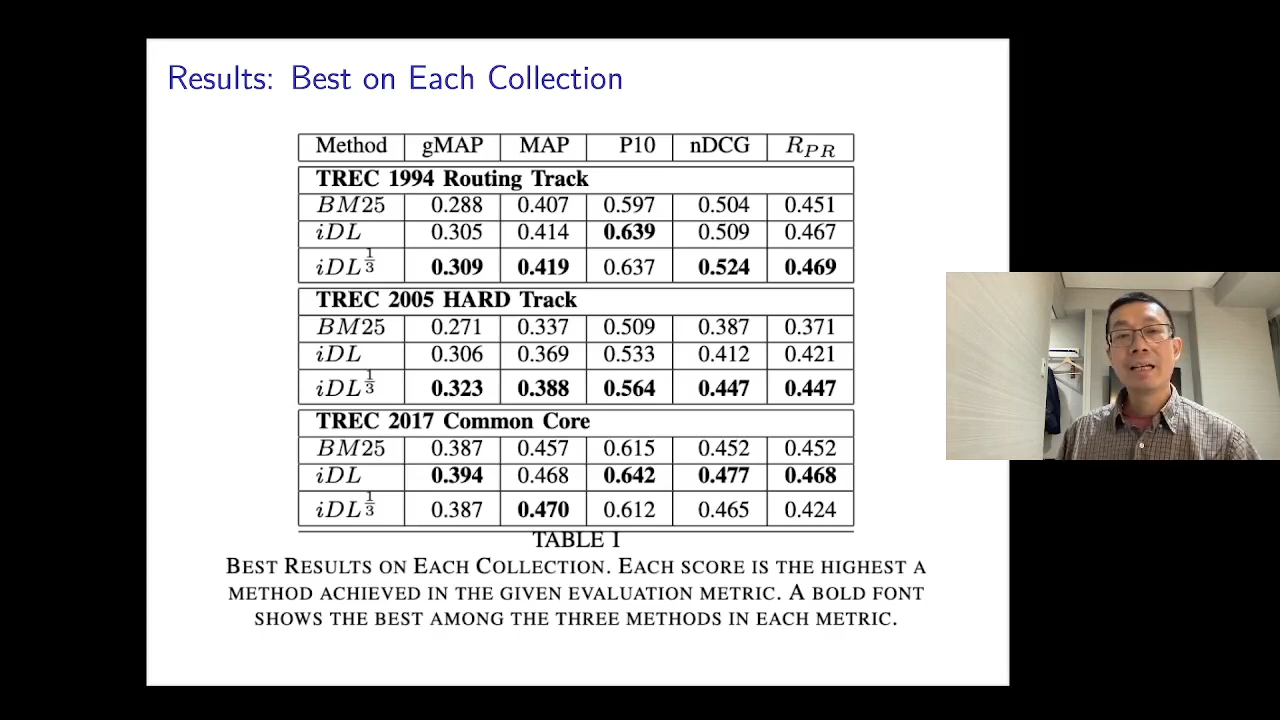 Results: Best on Each Collection
Method gMAP MAP P10 nDCG R_PR
TREC 1994 Routing Track
BM25 0.288 0.407 0.597 0.504 0.451
iDL 0.305 0.414 0.639 0.509 0.467
iDL^{1/3} 0.309 0.419 0.637 0.524 0.469
TREC 2005 HARD Track
BM25 0.271 0.337 0.509 0.387 0.371
iDL 0.306 0.369 0.533 0.412 0.421
iDL^{1/3} 0.323 0.388 0.564 0.447 0.447
TREC 2017 Common Core
BM25 0.387 0.457 0.615 0.452 0.452
iDL 0.394 0.468 0.642 0.477 0.468
iDL^{1/3} 0.387 0.470 0.612 0.465 0.424
TABLE I
BEST RESULTS ON EACH COLLECTION. EACH SCORE IS THE HIGHEST A
METHOD ACHIEVED IN THE GIVEN EVALUATION METRIC. A BOLD FONT
SHOWS THE BEST AMONG THE THREE METHODS IN EACH METRIC.